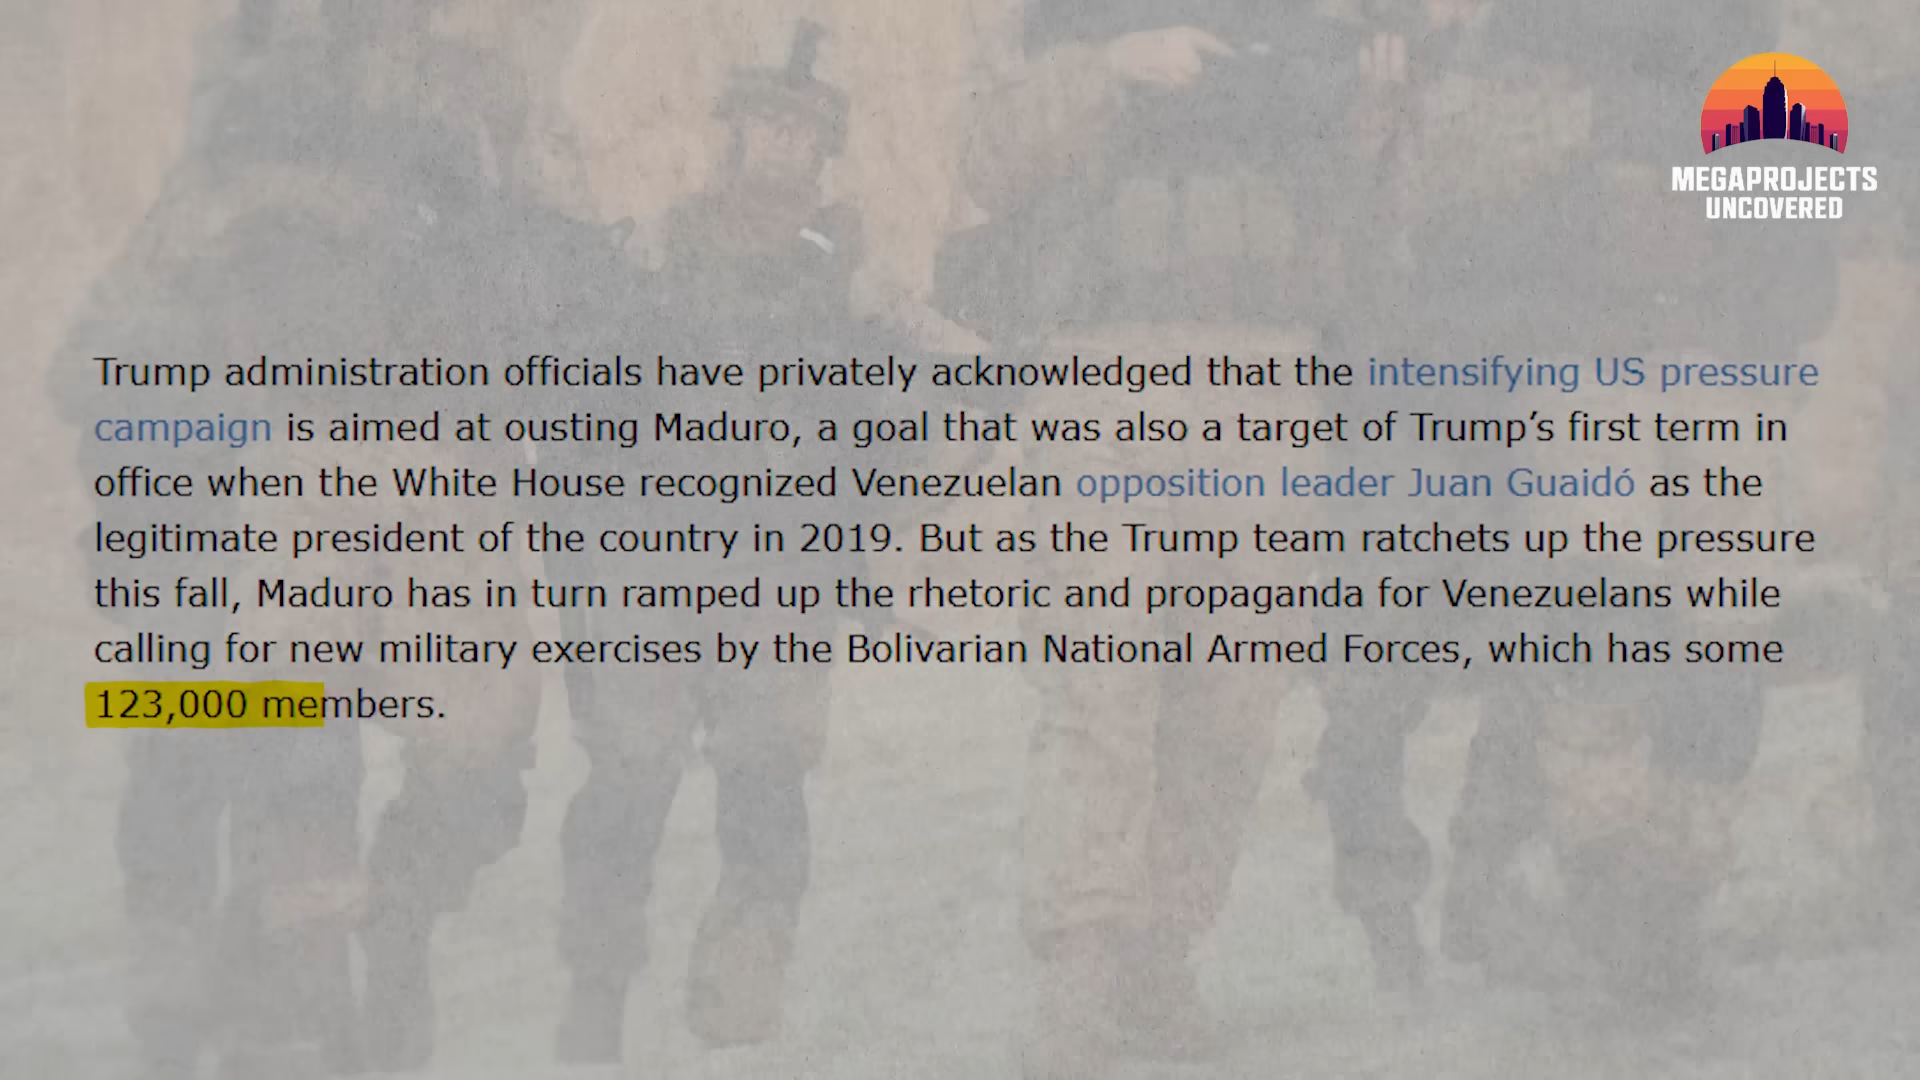 MEGAPROJECTS
UNCOVERED
Trump administration officials have privately acknowledged that the intensifying US pressure
campaign is aimed at ousting Maduro, a goal that was also a target of Trump’s first term in
office when the White House recognized Venezuelan opposition leader Juan Guaidó as the
legitimate president of the country in 2019. But as the Trump team ratchets up the pressure
this fall, Maduro has in turn ramped up the rhetoric and propaganda for Venezuelans while
calling for new military exercises by the Bolivarian National Armed Forces, which has some
123,000 members.